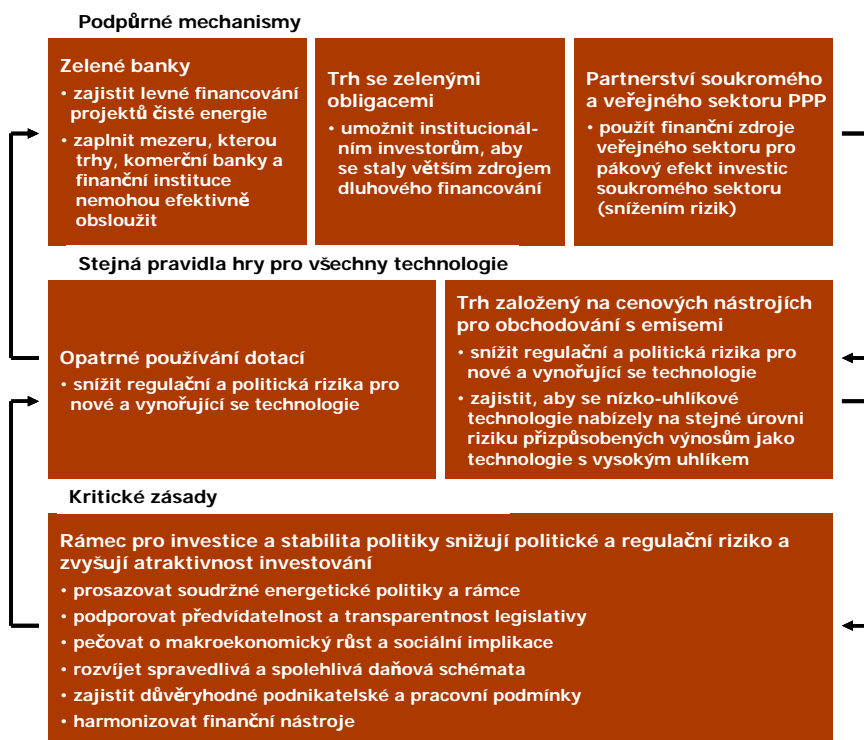 Podpůrné mechanismy
Zelené banky
• zajistit levné financování
projektů čisté energie
• zaplnit mezeru, kterou
trhy, komerční banky a
finanční instituce
nemohou efektivně
obsloužit
Trh se zelenými
obligacemi
• umožnit institucionál-
ním investorům, aby
se staly větším zdrojem
dluhového financování
Partnerství soukromého
a veřejného sektoru PPP
• použít finanční zdroje
veřejného sektoru pro
pákový efekt investic
soukromého sektoru
(snížením rizik)
Stejná pravidla hry pro všechny technologie
Opatrné používání dotací
• snížit regulační a politická rizika pro
nové a vynořující se technologie
Trh založený na cenových nástrojích
pro obchodování s emisemi
• snížit regulační a politická rizika pro
nové a vynořující se technologie
• zajistit, aby se nízko-uhlíkové
technologie nabízely na stejné úrovni
riziku přizpůsobených výnosům jako
technologie s vysokým uhlíkem
Kritické zásady
Rámec pro investice a stabilita politiky snižují politické a regulační riziko a
zvyšují atraktivnost investování
• prosazovat soudržné energetické politiky a rámce
• podporovat předvídatelnost a transparentnost legislativy
• pečovat o makroekonomický růst a sociální implikace
• rozvíjet spravedlivá a spolehlivá daňová schémata
• zajistit důvěryhodné podnikatelské a pracovní podmínky
• harmonizovat finanční nástroje